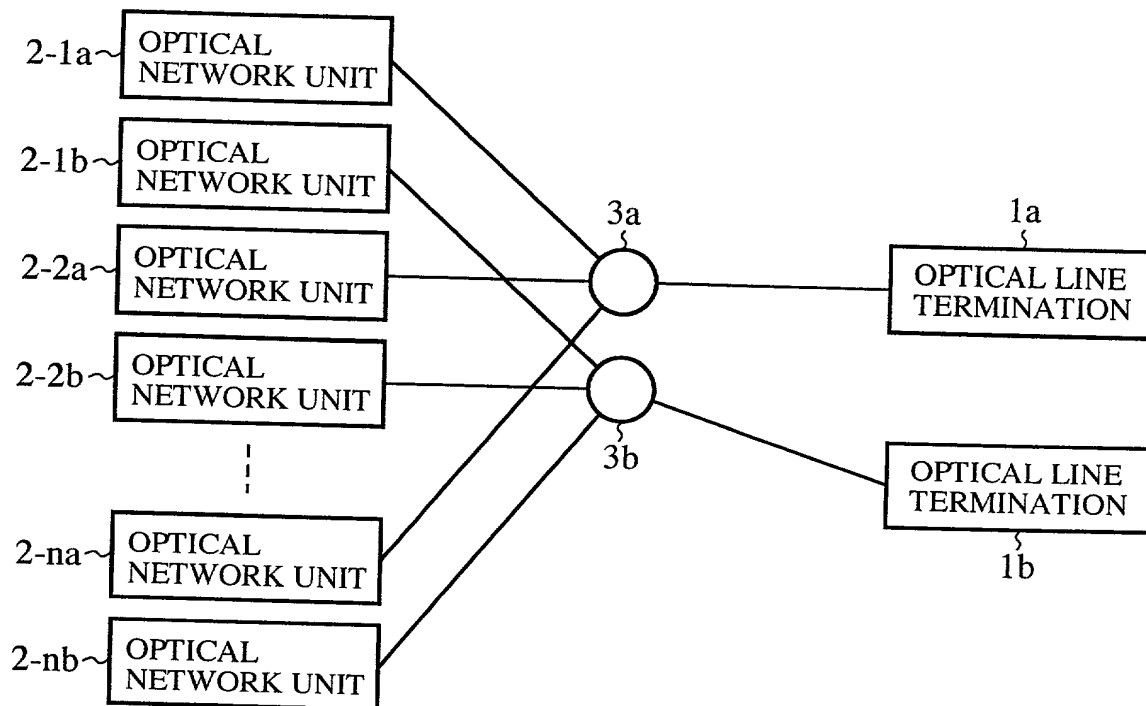 2-1a
OPTICAL
NETWORK UNIT
2-1b
OPTICAL
NETWORK UNIT
2-2a
OPTICAL
NETWORK UNIT
2-2b
OPTICAL
NETWORK UNIT
2-na
OPTICAL
NETWORK UNIT
2-nb
OPTICAL
NETWORK UNIT
3a
3b
1a
OPTICAL LINE
TERMINATION
OPTICAL LINE
TERMINATION
1b